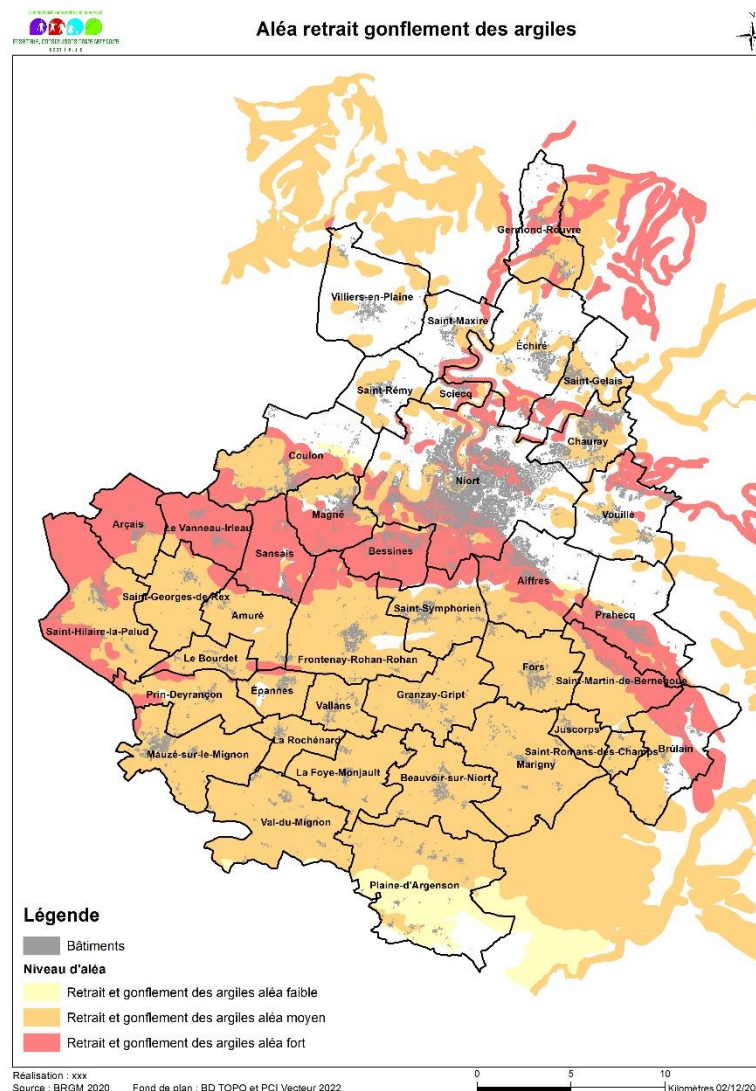 Aléa retrait gonflement des argiles
Germond-Rouvre
Villiers-en-Plaine
Saint-Maxire
Échiré
Saint-Rémy
Sciecq
Saint-Gelais
Chauray
Coulon
Niort
Magné
Vouillé
Arçais
Le Vanneau-Irleau
Sansais
Bessines
Aiffres
Saint-Georges-de-Rex
Saint-Symphorien
Amuré
Prahecq
Saint-Hilaire-la-Palud
Le Bourdet
Frontenay-Rohan-Rohan
Fors
Saint-Martin-de-Bernegoue
Prin-Deyrançon
Épannes
Vallans
Granzay-Gript
Juscorps
La Rochénard
Mauzé-sur-le-Mignon
Saint-Romans-des-Champs
Brûlain
Marigny
La Foye-Monjault
Beauvoir-sur-Niort
Val-du-Mignon
Plaine-d'Argenson
Légende
Bâtiments
Niveau d'aléa
Retrait et gonflement des argiles aléa faible
Retrait et gonflement des argiles aléa moyen
Retrait et gonflement des argiles aléa fort
Réalisation : xxx
Source : BRGM 2020 Fond de plan : BD TOPO et PCI Vecteur 2022
0 5 10
Kilomètres 02/12/20